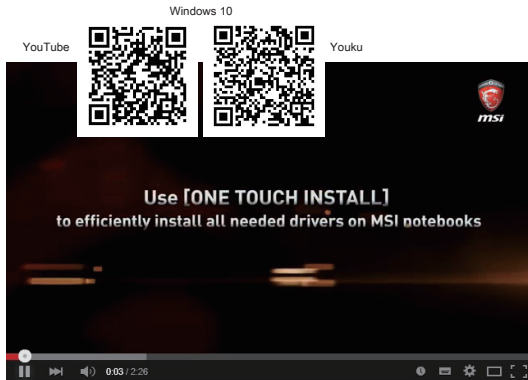 Windows 10
YouTube
Youku
msi
Use [ONE TOUCH INSTALL]
to efficiently install all needed drivers on MSI notebooks
0:03 / 2:26